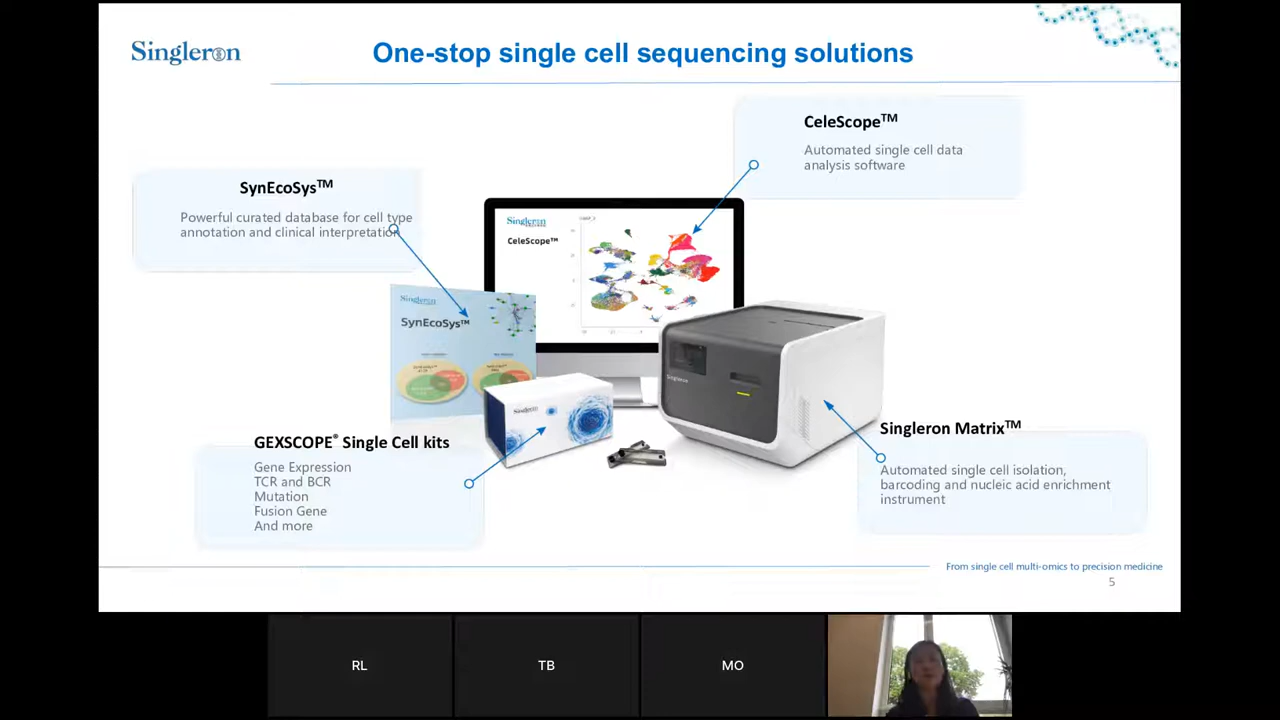 Singleron
One-stop single cell sequencing solutions
CeleScope™
Automated single cell data
analysis software
SynEcoSys™
Powerful curated database for cell type
annotation and clinical interpretation
Singleron
CeleScope™
Singleron
SynEcoSys™
Singleron
Singleron
GEXSCOPE® Single Cell kits
Gene Expression
TCR and BCR
Mutation
Fusion Gene
And more
Singleron Matrix™
Automated single cell isolation,
barcoding and nucleic acid enrichment
instrument
From single cell multi-omics to precision medicine
5
RL
TB
MO